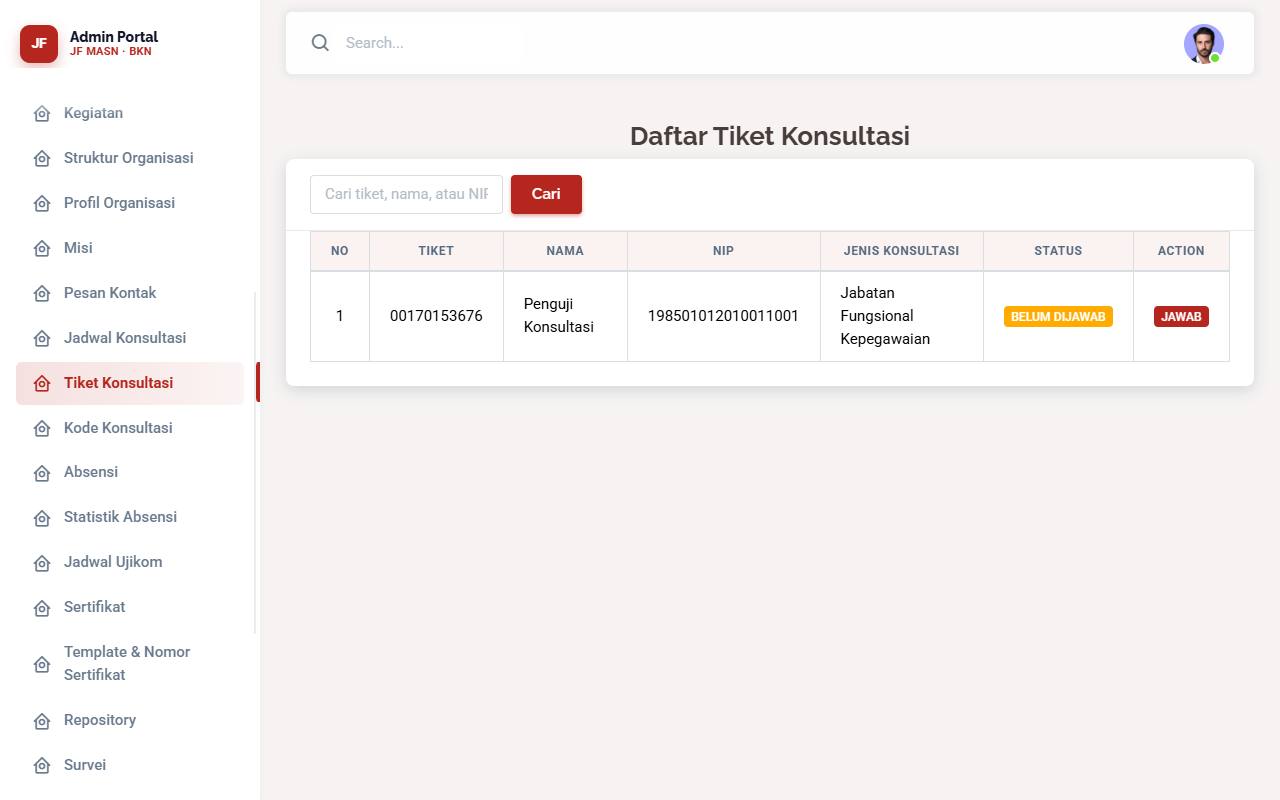 JF
Admin Portal
JF MASN · BKN
Kegiatan
Struktur Organisasi
Profil Organisasi
Misi
Pesan Kontak
Jadwal Konsultasi
Tiket Konsultasi
Kode Konsultasi
Absensi
Statistik Absensi
Jadwal Ujikom
Sertifikat
Template & Nomor
Sertifikat
Repository
Survei
Search...
Daftar Tiket Konsultasi
Cari tiket, nama, atau NIP
Cari
NO TIKET NAMA NIP JENIS KONSULTASI STATUS ACTION
1 00170153676 Penguji Konsultasi 198501012010011001 Jabatan Fungsional Kepegawaian BELUM DIJAWAB JAWAB